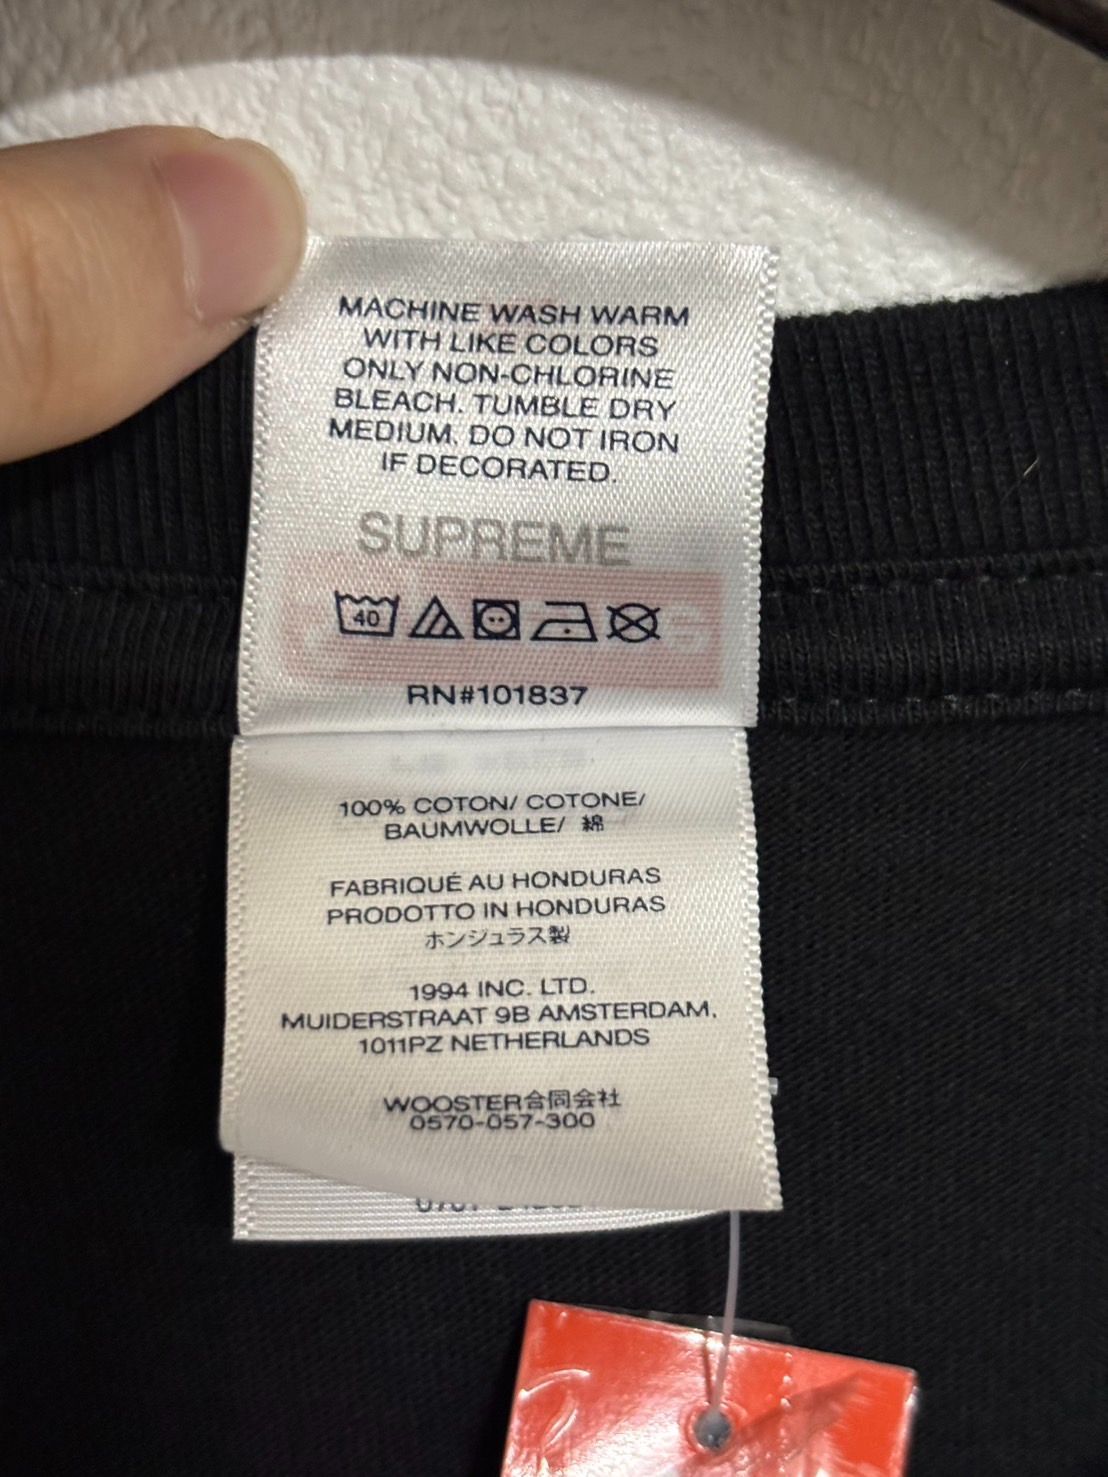 MACHINE WASH WARM
WITH LIKE COLORS
ONLY NON-CHLORINE
BLEACH. TUMBLE DRY
MEDIUM. DO NOT IRON
IF DECORATED.
SUPREME
40
RN#101837
100% COTON/ COTONE/
BAUMWOLLE/ 綿
FABRIQUÉ AU HONDURAS
PRODOTTO IN HONDURAS
ホンジュラス製
1994 INC. LTD.
MUIDERSTRAAT 9B AMSTERDAM,
1011PZ NETHERLANDS
WOOSTER合同会社
0570-057-300